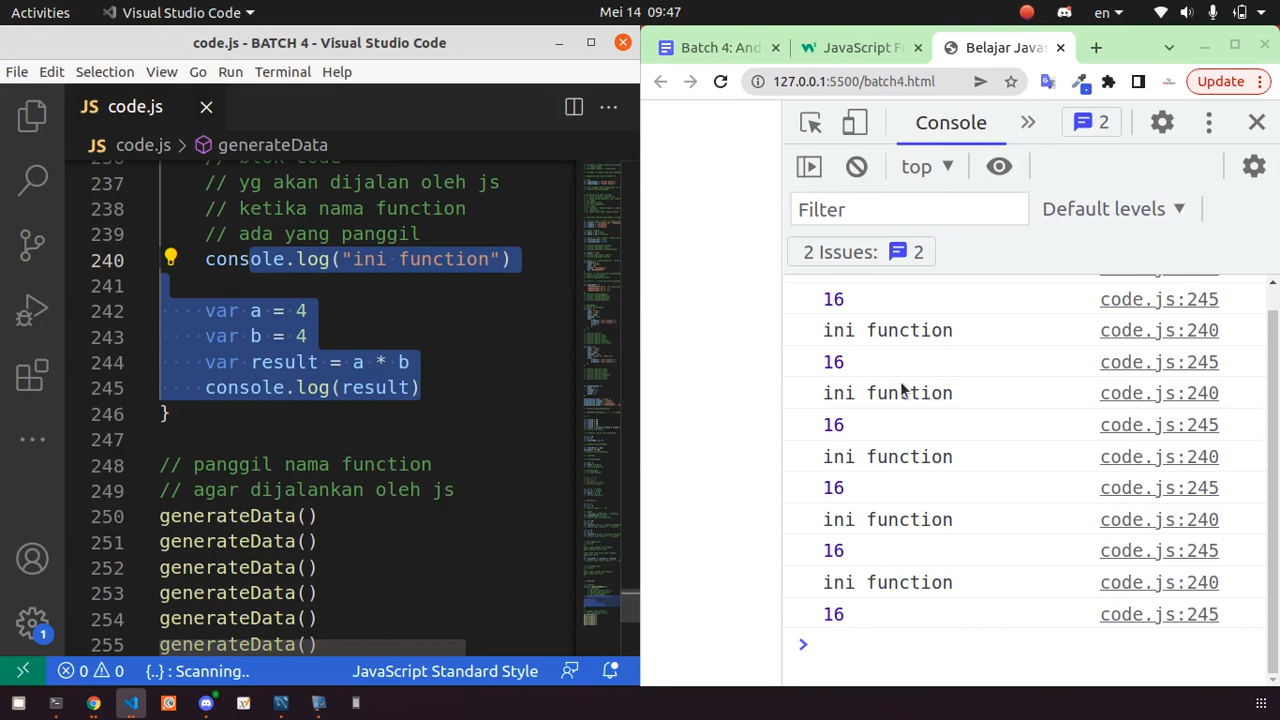 Activities
Visual Studio Code
Mei 14 09:47
en
code.js - BATCH 4 - Visual Studio Code
File Edit Selection View Go Run Terminal Help
JS code.js
JS code.js > generateData
237 // yg akan dijalan oleh js
238 // ketika nama function
239 // ada yang panggil
240 console.log("ini function")
241
242 var a = 4
243 var b = 4
244 var result = a * b
245 console.log(result)
246 }
247
248 // panggil nama function
249 // agar dijalankan oleh js
250 generateData()
251 generateData()
252 generateData()
253 generateData()
254 generateData()
255 generateData()
1
0 0 {..} : Scanning.. JavaScript Standard Style
Batch 4: And
JavaScript Fu
Belajar Javas
127.0.0.1:5500/batch4.html
Update
Console
2
top
Filter
Default levels
2 Issues: 2
16 code.js:245
ini function code.js:240
16 code.js:245
ini function code.js:240
16 code.js:245
ini function code.js:240
16 code.js:245
ini function code.js:240
16 code.js:245
ini function code.js:240
16 code.js:245
>